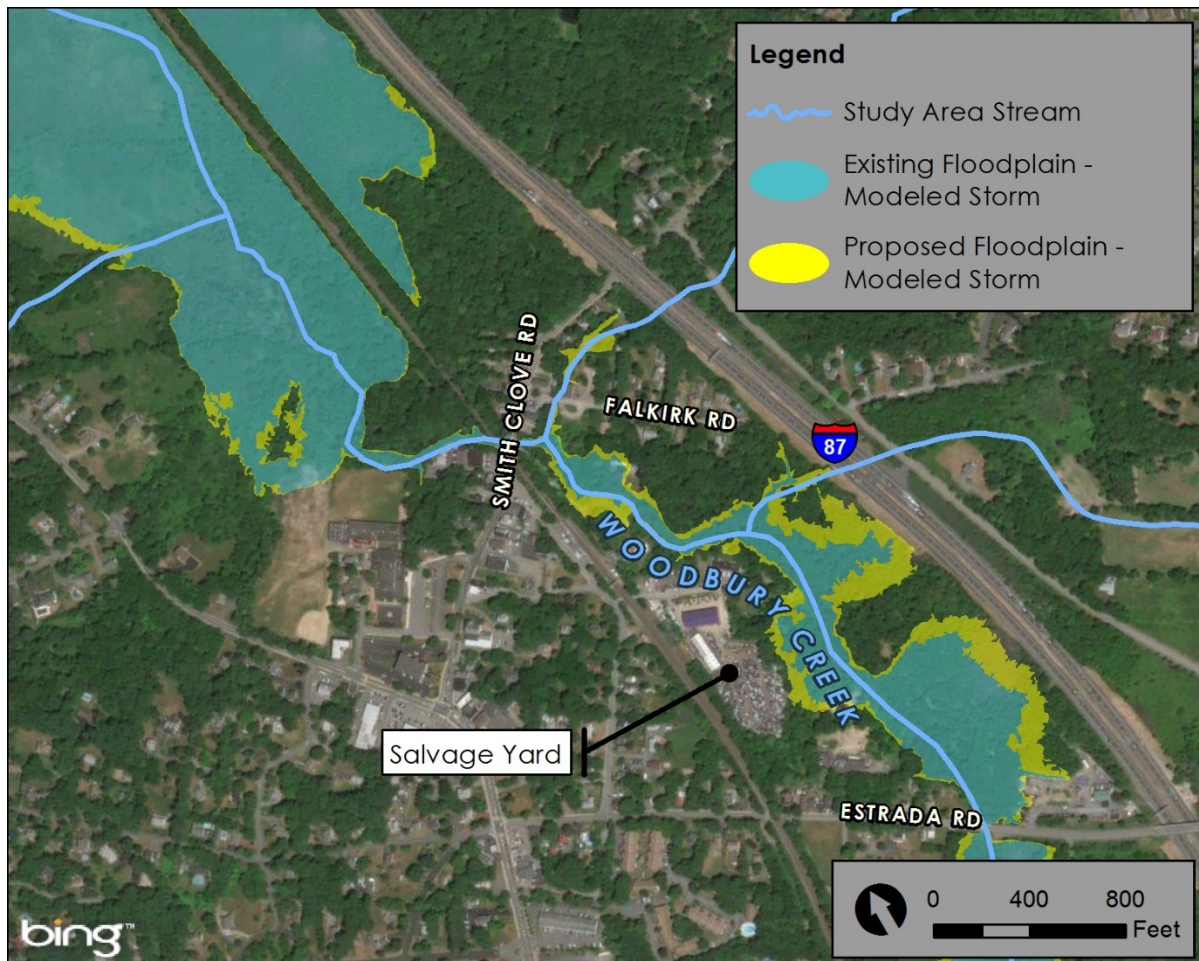 Legend
Study Area Stream
Existing Floodplain -
Modeled Storm
Proposed Floodplain -
Modeled Storm
SMITH CLOVE RD
FALKIRK RD
87
WOODBURY CREEK
Salvage Yard
ESTRADA RD
0 400 800
Feet
bing™